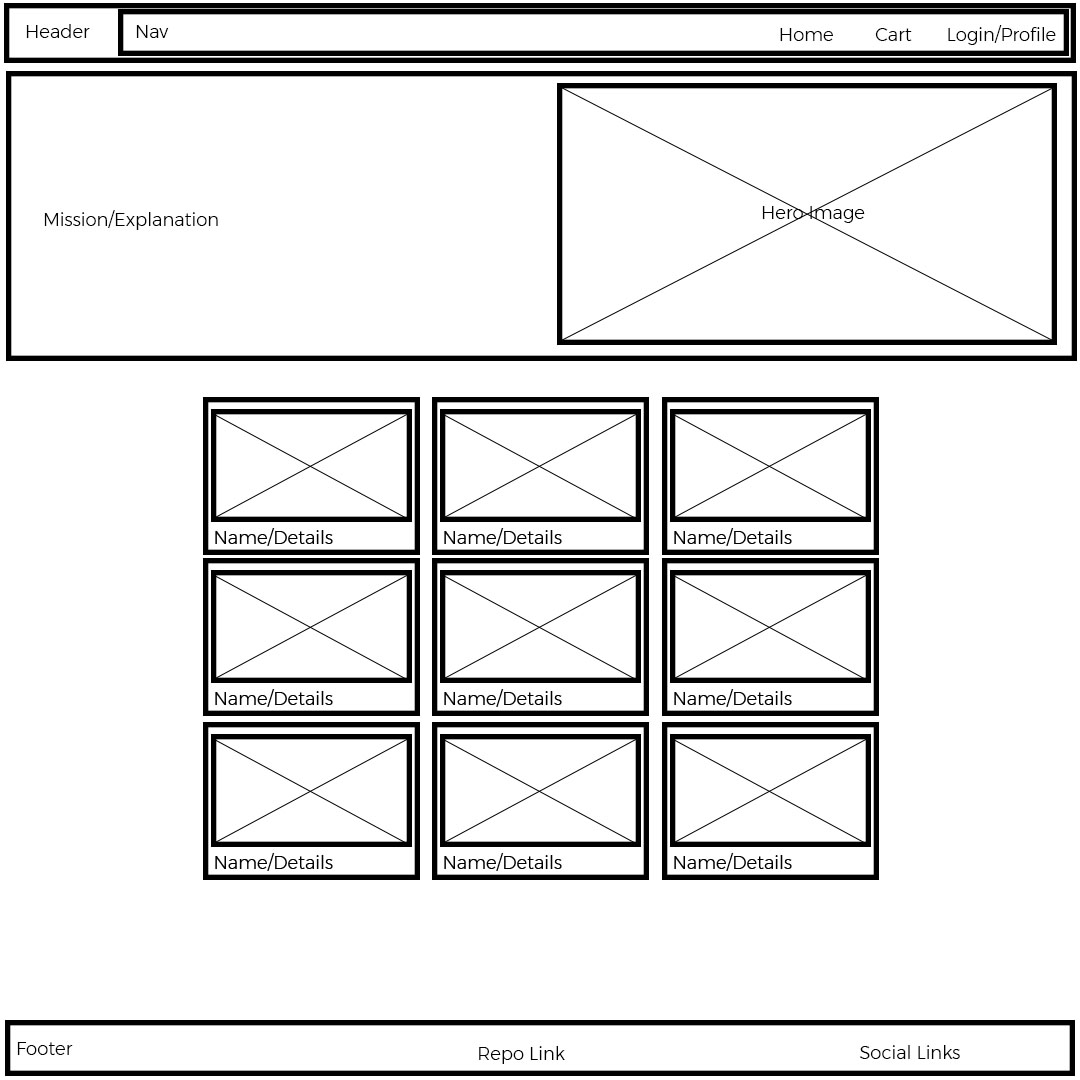 Header
Nav
Home
Cart
Login/Profile
Mission/Explanation
Hero Image
Name/Details
Name/Details
Name/Details
Name/Details
Name/Details
Name/Details
Name/Details
Name/Details
Name/Details
Footer
Repo Link
Social Links